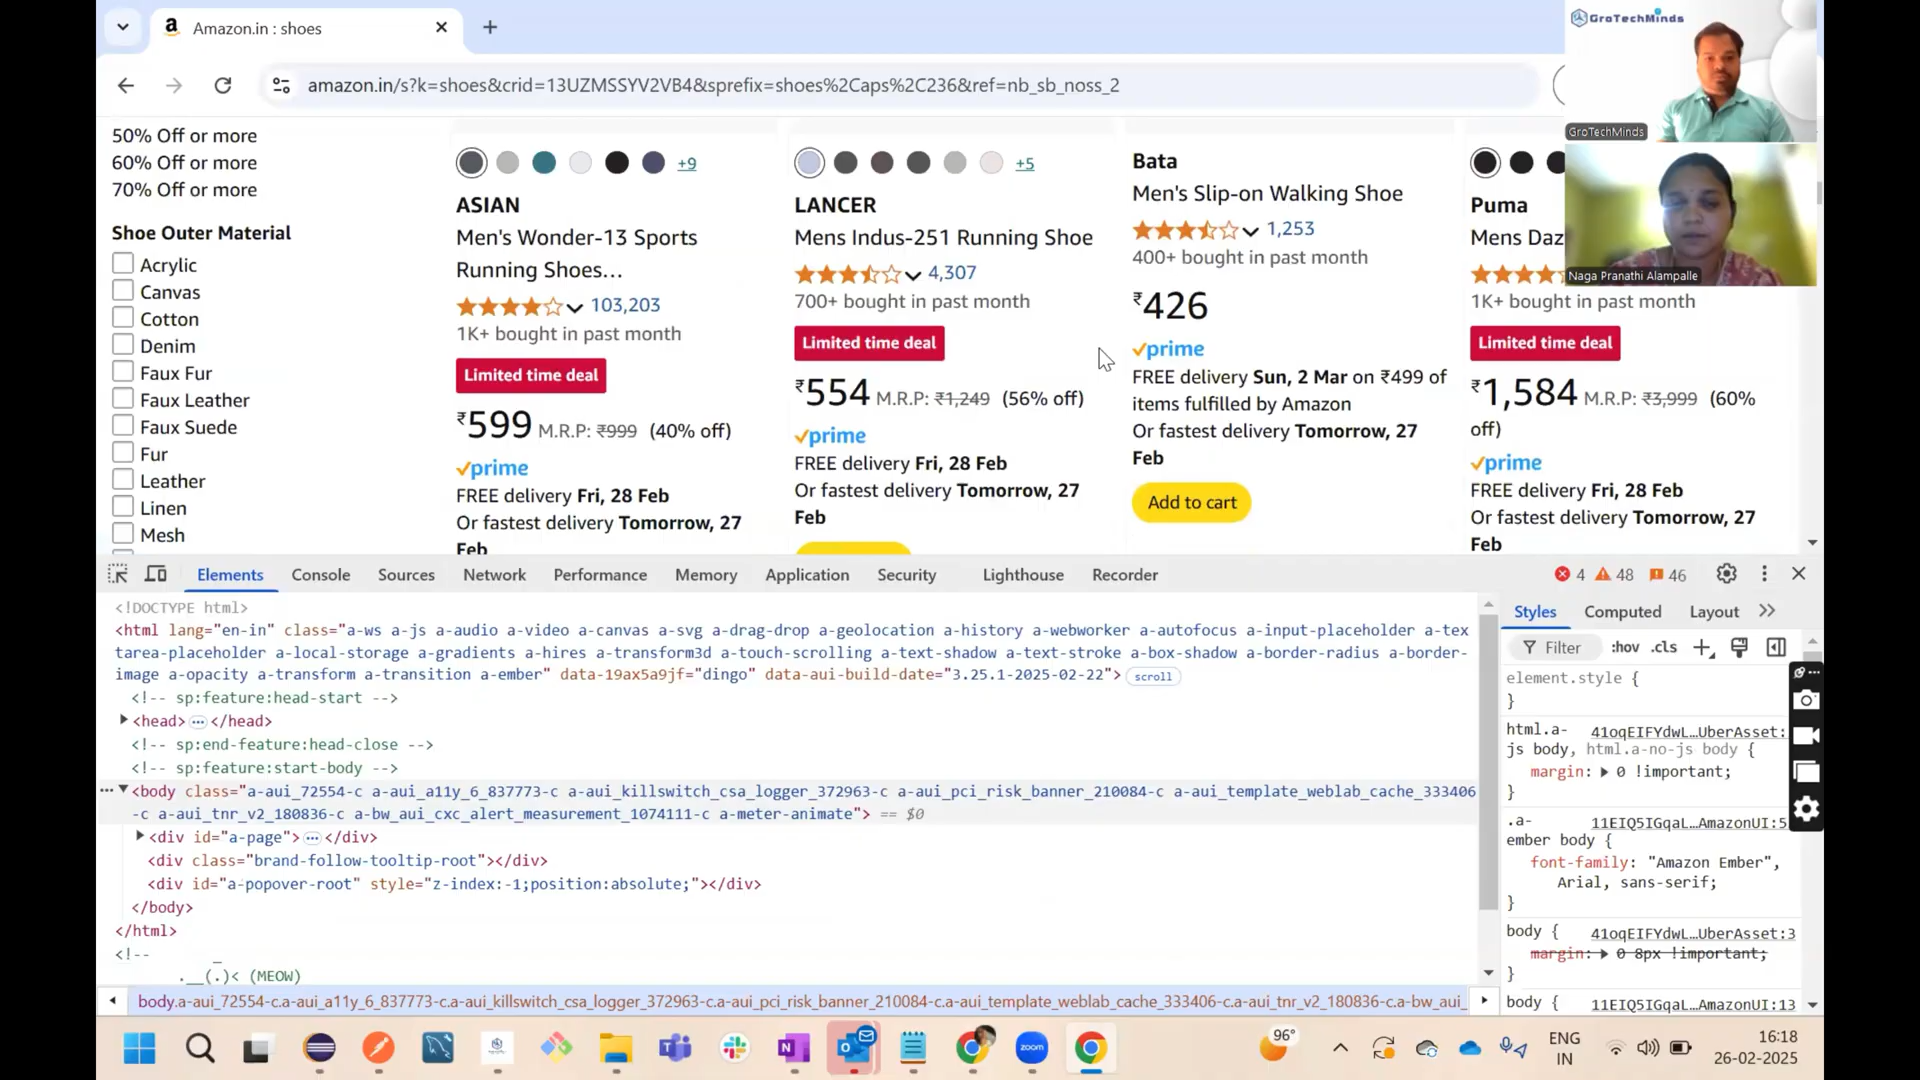 Amazon.in : shoes
GroTechMinds
amazon.in/s?k=shoes&crid=13UZMSSYV2VB4&sprefix=shoes%2Caps%2C236&ref=nb_sb_noss_2
GroTechMinds
Naga Pranathi Alampalle
50% Off or more
60% Off or more
70% Off or more
Shoe Outer Material
Acrylic
Canvas
Cotton
Denim
Faux Fur
Faux Leather
Faux Suede
Fur
Leather
Linen
Mesh
+9
ASIAN
Men's Wonder-13 Sports
Running Shoes...
103,203
1K+ bought in past month
Limited time deal
₹599 M.R.P: ₹999 (40% off)
prime
FREE delivery Fri, 28 Feb
Or fastest delivery Tomorrow, 27
Feb
+5
LANCER
Mens Indus-251 Running Shoe
4,307
700+ bought in past month
Limited time deal
₹554 M.R.P: ₹1,249 (56% off)
prime
FREE delivery Fri, 28 Feb
Or fastest delivery Tomorrow, 27
Feb
Bata
Men's Slip-on Walking Shoe
1,253
400+ bought in past month
₹426
prime
FREE delivery Sun, 2 Mar on ₹499 of
items fulfilled by Amazon
Or fastest delivery Tomorrow, 27
Feb
Add to cart
Puma
Mens Daz
1K+ bought in past month
Limited time deal
₹1,584 M.R.P: ₹3,999 (60%
off)
prime
FREE delivery Fri, 28 Feb
Or fastest delivery Tomorrow, 27
Feb
Elements Console Sources Network Performance Memory Application Security Lighthouse Recorder 4 48 46
<!DOCTYPE html>
<html lang="en-in" class="a-ws a-js a-audio a-video a-canvas a-svg a-drag-drop a-geolocation a-history a-webworker a-autofocus a-input-placeholder a-tex
tarea-placeholder a-local-storage a-gradients a-hires a-transform3d a-touch-scrolling a-text-shadow a-text-stroke a-box-shadow a-border-radius a-border-
image a-opacity a-transform a-transition a-ember" data-19ax5a9jf="dingo" data-aui-build-date="3.25.1-2025-02-22"> scroll
<!-- sp:feature:head-start -->
<head> ... </head>
<!-- sp:end-feature:head-close -->
<!-- sp:feature:start-body -->
<body class="a-aui_72554-c a-aui_a11y_6_837773-c a-aui_killswitch_csa_logger_372963-c a-aui_pci_risk_banner_210084-c a-aui_template_weblab_cache_333406
-c a-aui_tnr_v2_180836-c a-bw_aui_cxc_alert_measurement_1074111-c a-meter-animate"> == $0
<div id="a-page"> ... </div>
<div class="brand-follow-tooltip-root"></div>
<div id="a-popover-root" style="z-index:-1;position:absolute;"></div>
</body>
</html>
<!--
_
.__(.)< (MEOW)
body.a-aui_72554-c.a-aui_a11y_6_837773-c.a-aui_killswitch_csa_logger_372963-c.a-aui_pci_risk_banner_210084-c.a-aui_template_weblab_cache_333406-c.a-aui_tnr_v2_180836-c.a-bw_aui_
Styles Computed Layout
Filter :hov .cls
element.style {
}
html.a- 41oqEIFYdwL…UberAsset:
js body, html.a-no-js body {
margin: 0 !important;
}
.a- 11EIQ5IGqaL…AmazonUI:5
ember body {
font-family: "Amazon Ember",
Arial, sans-serif;
}
body { 41oqEIFYdwL…UberAsset:3
margin: 0 8px !important;
}
body { 11EIQ5IGqaL…AmazonUI:13
96°
zoom
ENG
IN
16:18
26-02-2025